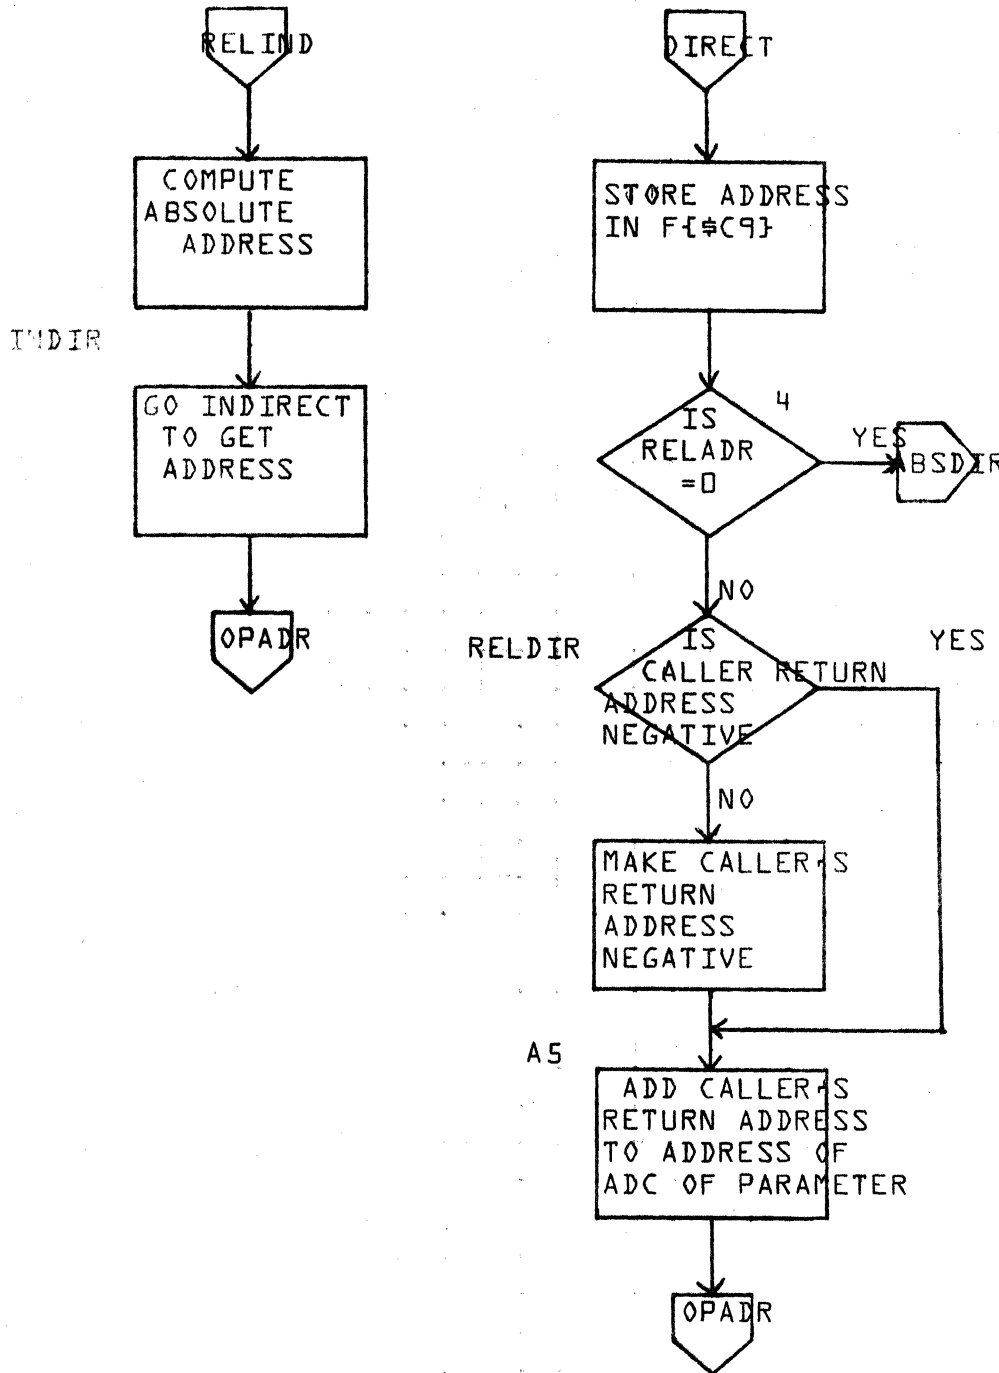 RELIND
COMPUTE
ABSOLUTE
ADDRESS
INDIR
GO INDIRECT
TO GET
ADDRESS
OPADR
DIRECT
STORE ADDRESS
IN F{$C9}
IS
RELADR
=0
4
YES
ABSDIR
NO
RELDIR
IS
CALLER RETURN
ADDRESS
NEGATIVE
YES
NO
MAKE CALLER-S
RETURN
ADDRESS
NEGATIVE
A5
ADD CALLER-S
RETURN ADDRESS
TO ADDRESS OF
ADC OF PARAMETER
OPADR